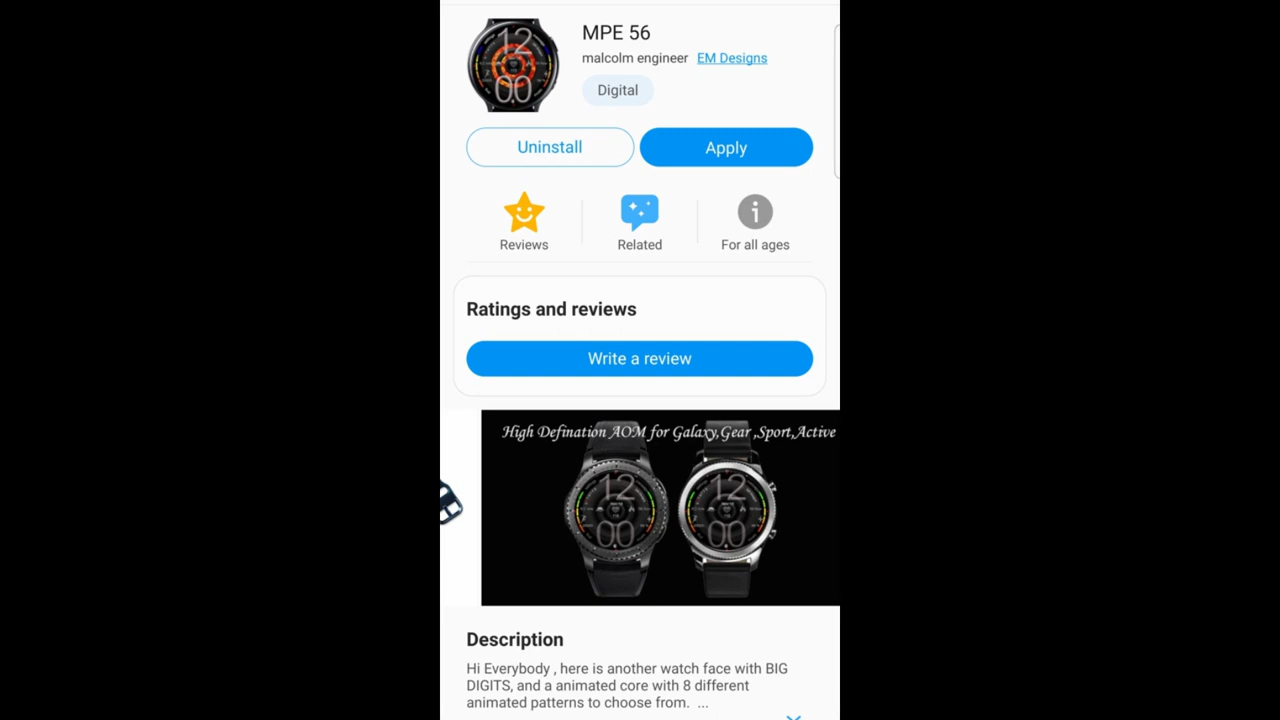 MPE 56
malcolm engineer EM Designs
Digital
Uninstall
Apply
Reviews
Related
For all ages
Ratings and reviews
Write a review
High Defination AOM for Galaxy,Gear ,Sport,Active
12
00
12
00
12
00
Description
Hi Everybody , here is another watch face with BIG
DIGITS, and a animated core with 8 different
animated patterns to choose from. ...